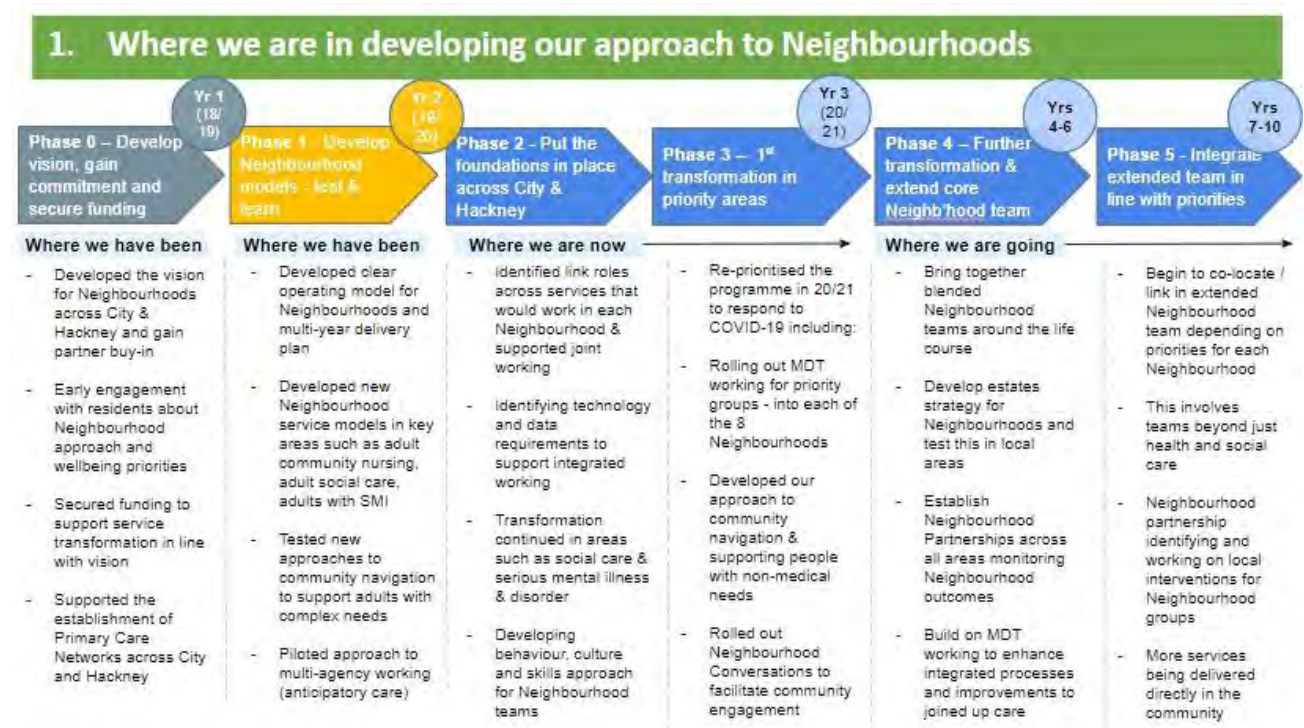 1. Where we are in developing our approach to Neighbourhoods
Yr 1
(18/
19)
Phase 0 – Develop
vision, gain
commitment and
secure funding
Yr 2
(19/
20)
Phase 1 - Develop
Neighbourhood
models - test &
learn
Phase 2 - Put the
foundations in place
across City &
Hackney
Yr 3
(20/
21)
Phase 3 – 1st
transformation in
priority areas
Yrs
4-6
Phase 4 – Further
transformation &
extend core
Neighb'hood team
Yrs
7-10
Phase 5 - Integrate
extended team in
line with priorities
Where we have been
- Developed the vision
for Neighbourhoods
across City &
Hackney and gain
partner buy-in
- Early engagement
with residents about
Neighbourhood
approach and
wellbeing priorities
- Secured funding to
support service
transformation in line
with vision
- Supported the
establishment of
Primary Care
Networks across City
and Hackney
Where we have been
- Developed clear
operating model for
Neighbourhoods and
multi-year delivery
plan
- Developed new
Neighbourhood
service models in key
areas such as adult
community nursing,
adult social care,
adults with SMI
- Tested new
approaches to
community navigation
to support adults with
complex needs
- Piloted approach to
multi-agency working
(anticipatory care)
Where we are now
- Identified link roles
across services that
would work in each
Neighbourhood &
supported joint
working
- Identifying technology
and data
requirements to
support integrated
working
- Transformation
continued in areas
such as social care &
serious mental illness
& disorder
- Developing
behaviour, culture
and skills approach
for Neighbourhood
teams
- Re-prioritised the
programme in 20/21
to respond to
COVID-19 including:
- Rolling out MDT
working for priority
groups - into each of
the 8
Neighbourhoods
- Developed our
approach to
community
navigation &
supporting people
with non-medical
needs
- Rolled out
Neighbourhood
Conversations to
facilitate community
engagement
Where we are going
- Bring together
blended
Neighbourhood
teams around the life
course
- Develop estates
strategy for
Neighbourhoods and
test this in local
areas
- Establish
Neighbourhood
Partnerships across
all areas monitoring
Neighbourhood
outcomes
- Build on MDT
working to enhance
integrated processes
and improvements to
joined up care
- Begin to co-locate /
link in extended
Neighbourhood
team depending on
priorities for each
Neighbourhood
- This involves
teams beyond just
health and social
care
- Neighbourhood
partnership
identifying and
working on local
interventions for
Neighbourhood
groups
- More services
being delivered
directly in the
community